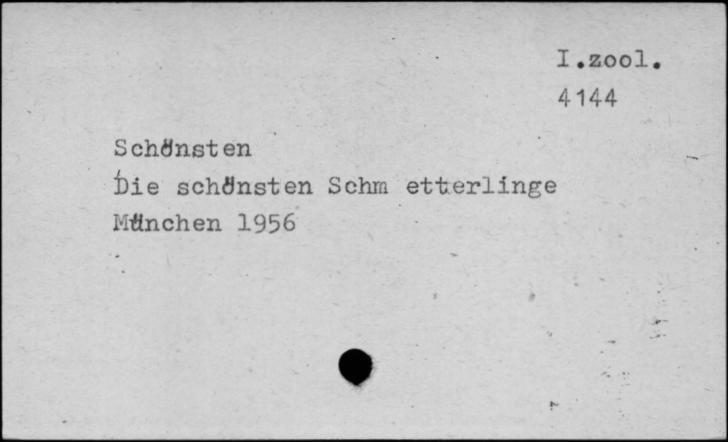 I.zool.
4144
Schönsten
Die schönsten Schm etterlinge
München 1956